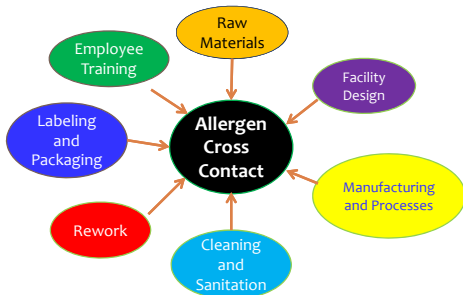 Raw
Materials
Employee
Training
Facility
Design
Labeling
and
Packaging
Allergen
Cross
Contact
Manufacturing
and Processes
Rework
Cleaning
and
Sanitation